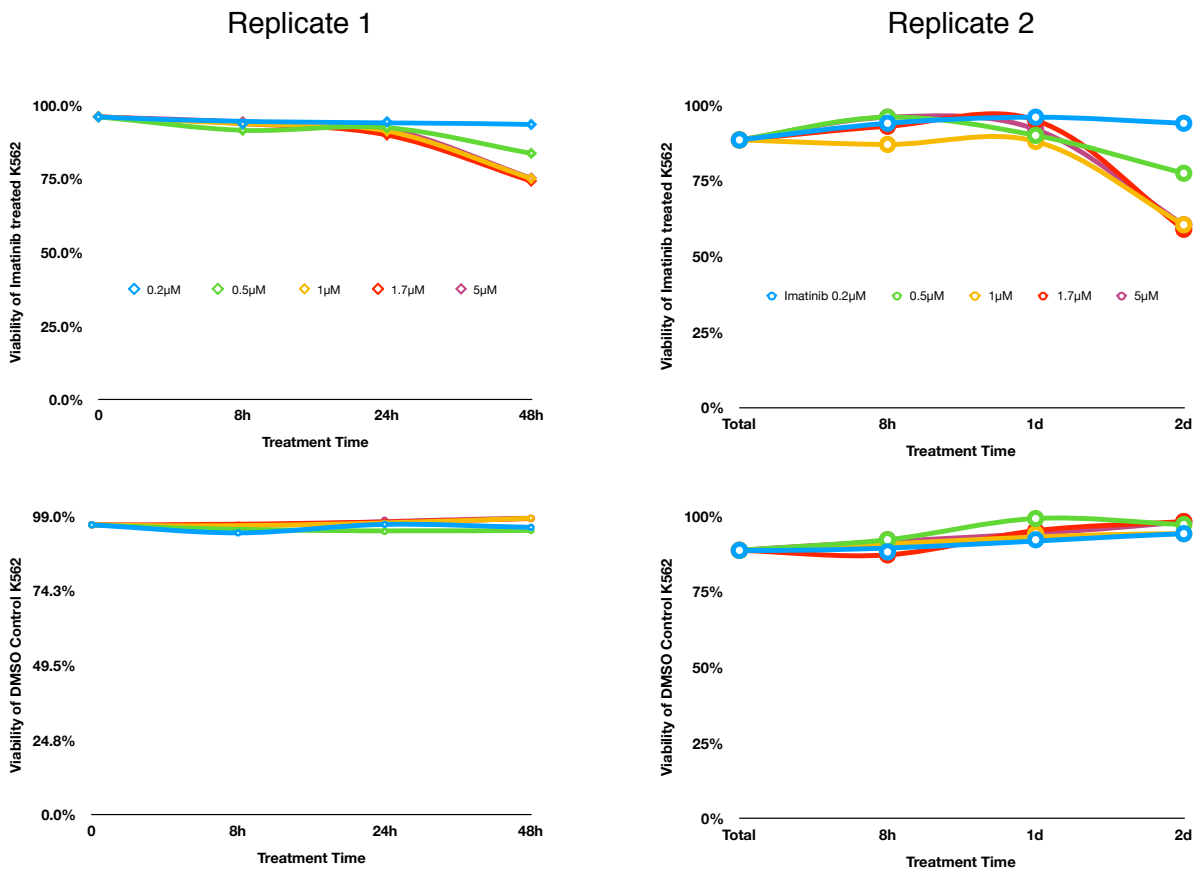 Replicate 1
Replicate 2
Viability of Imatinib treated K562
100.0%
75.0%
50.0%
25.0%
0.0%
0.2µM 0.5µM 1µM 1.7µM 5µM
0 8h 24h 48h
Treatment Time
Viability of Imatinib treated K562
100%
75%
50%
25%
0%
Imatinib 0.2µM 0.5µM 1µM 1.7µM 5µM
Total 8h 1d 2d
Treatment Time
Viability of DMSO Control K562
99.0%
74.3%
49.5%
24.8%
0.0%
0 8h 24h 48h
Treatment Time
Viability of DMSO Control K562
100%
75%
50%
25%
0%
Total 8h 1d 2d
Treatment Time